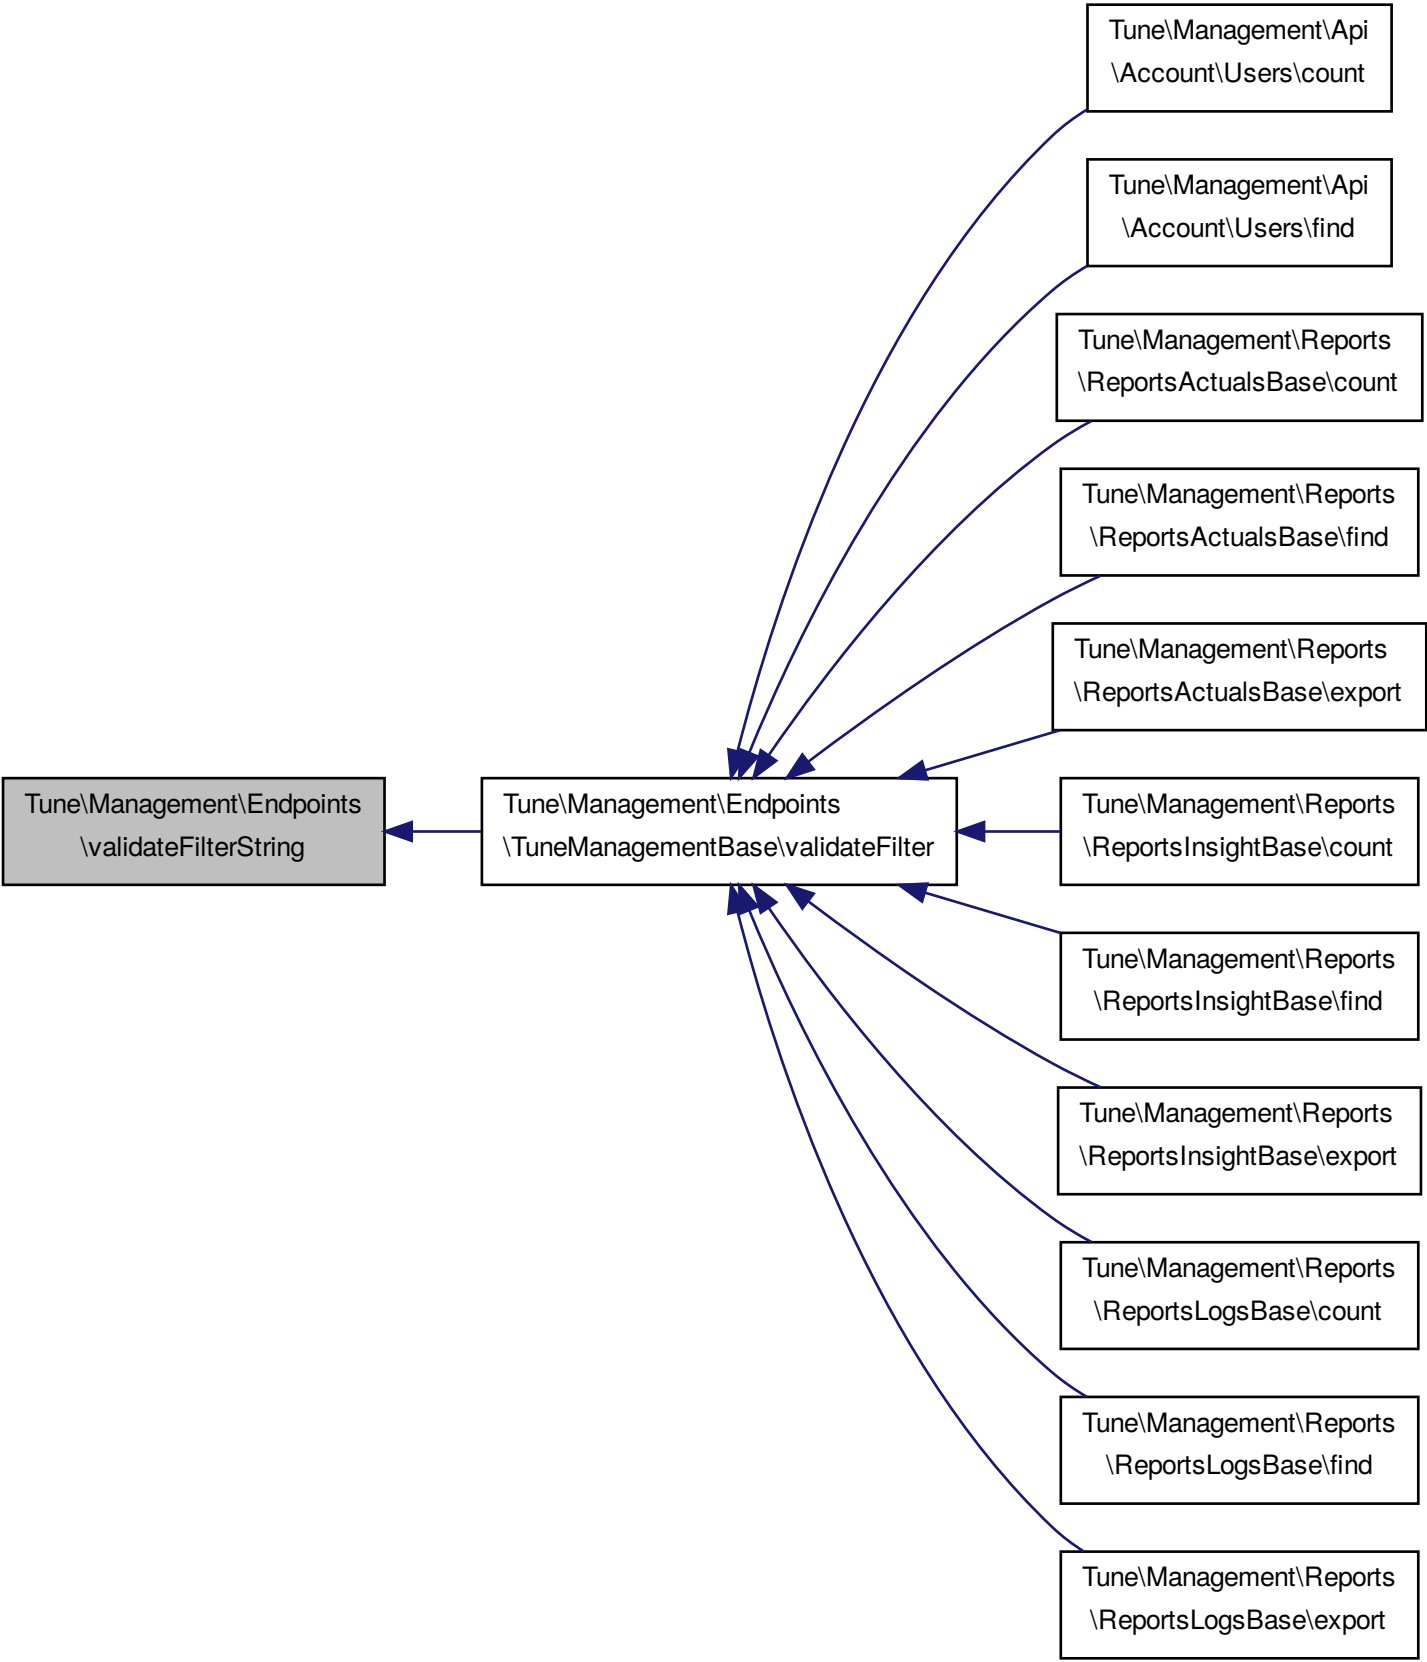 Tune\Management\Api
\Account\Users\count
Tune\Management\Api
\Account\Users\find
Tune\Management\Reports
\ReportsActualsBase\count
Tune\Management\Reports
\ReportsActualsBase\find
Tune\Management\Reports
\ReportsActualsBase\export
Tune\Management\Endpoints
\validateFilterString
Tune\Management\Endpoints
\TuneManagementBase\validateFilter
Tune\Management\Reports
\ReportsInsightBase\count
Tune\Management\Reports
\ReportsInsightBase\find
Tune\Management\Reports
\ReportsInsightBase\export
Tune\Management\Reports
\ReportsLogsBase\count
Tune\Management\Reports
\ReportsLogsBase\find
Tune\Management\Reports
\ReportsLogsBase\export